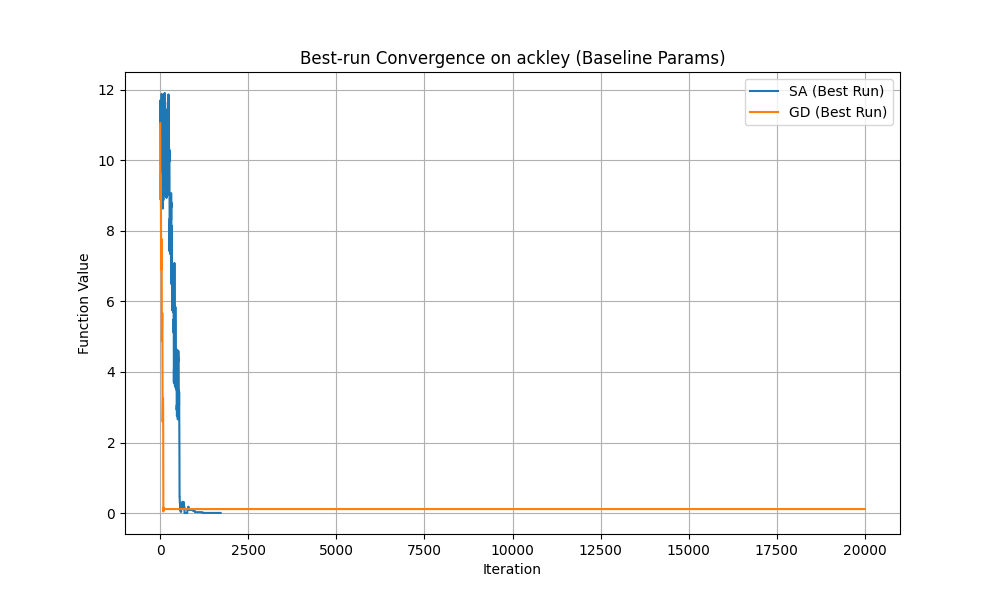 Best-run Convergence on ackley (Baseline Params)
SA (Best Run)
GD (Best Run)
Function Value
12
10
8
6
4
2
0
0 2500 5000 7500 10000 12500 15000 17500 20000
Iteration